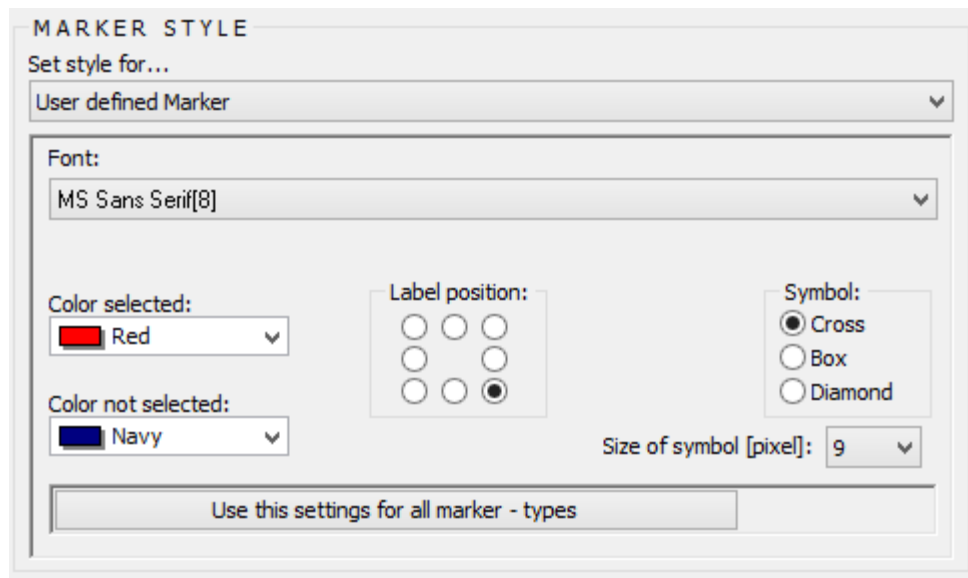 MARKER STYLE
Set style for...
User defined Marker
Font:
MS Sans Serif[8]
Color selected:
Red
Label position:
Symbol:
Cross
Box
Diamond
Color not selected:
Navy
Size of symbol [pixel]: 9
Use this settings for all marker - types